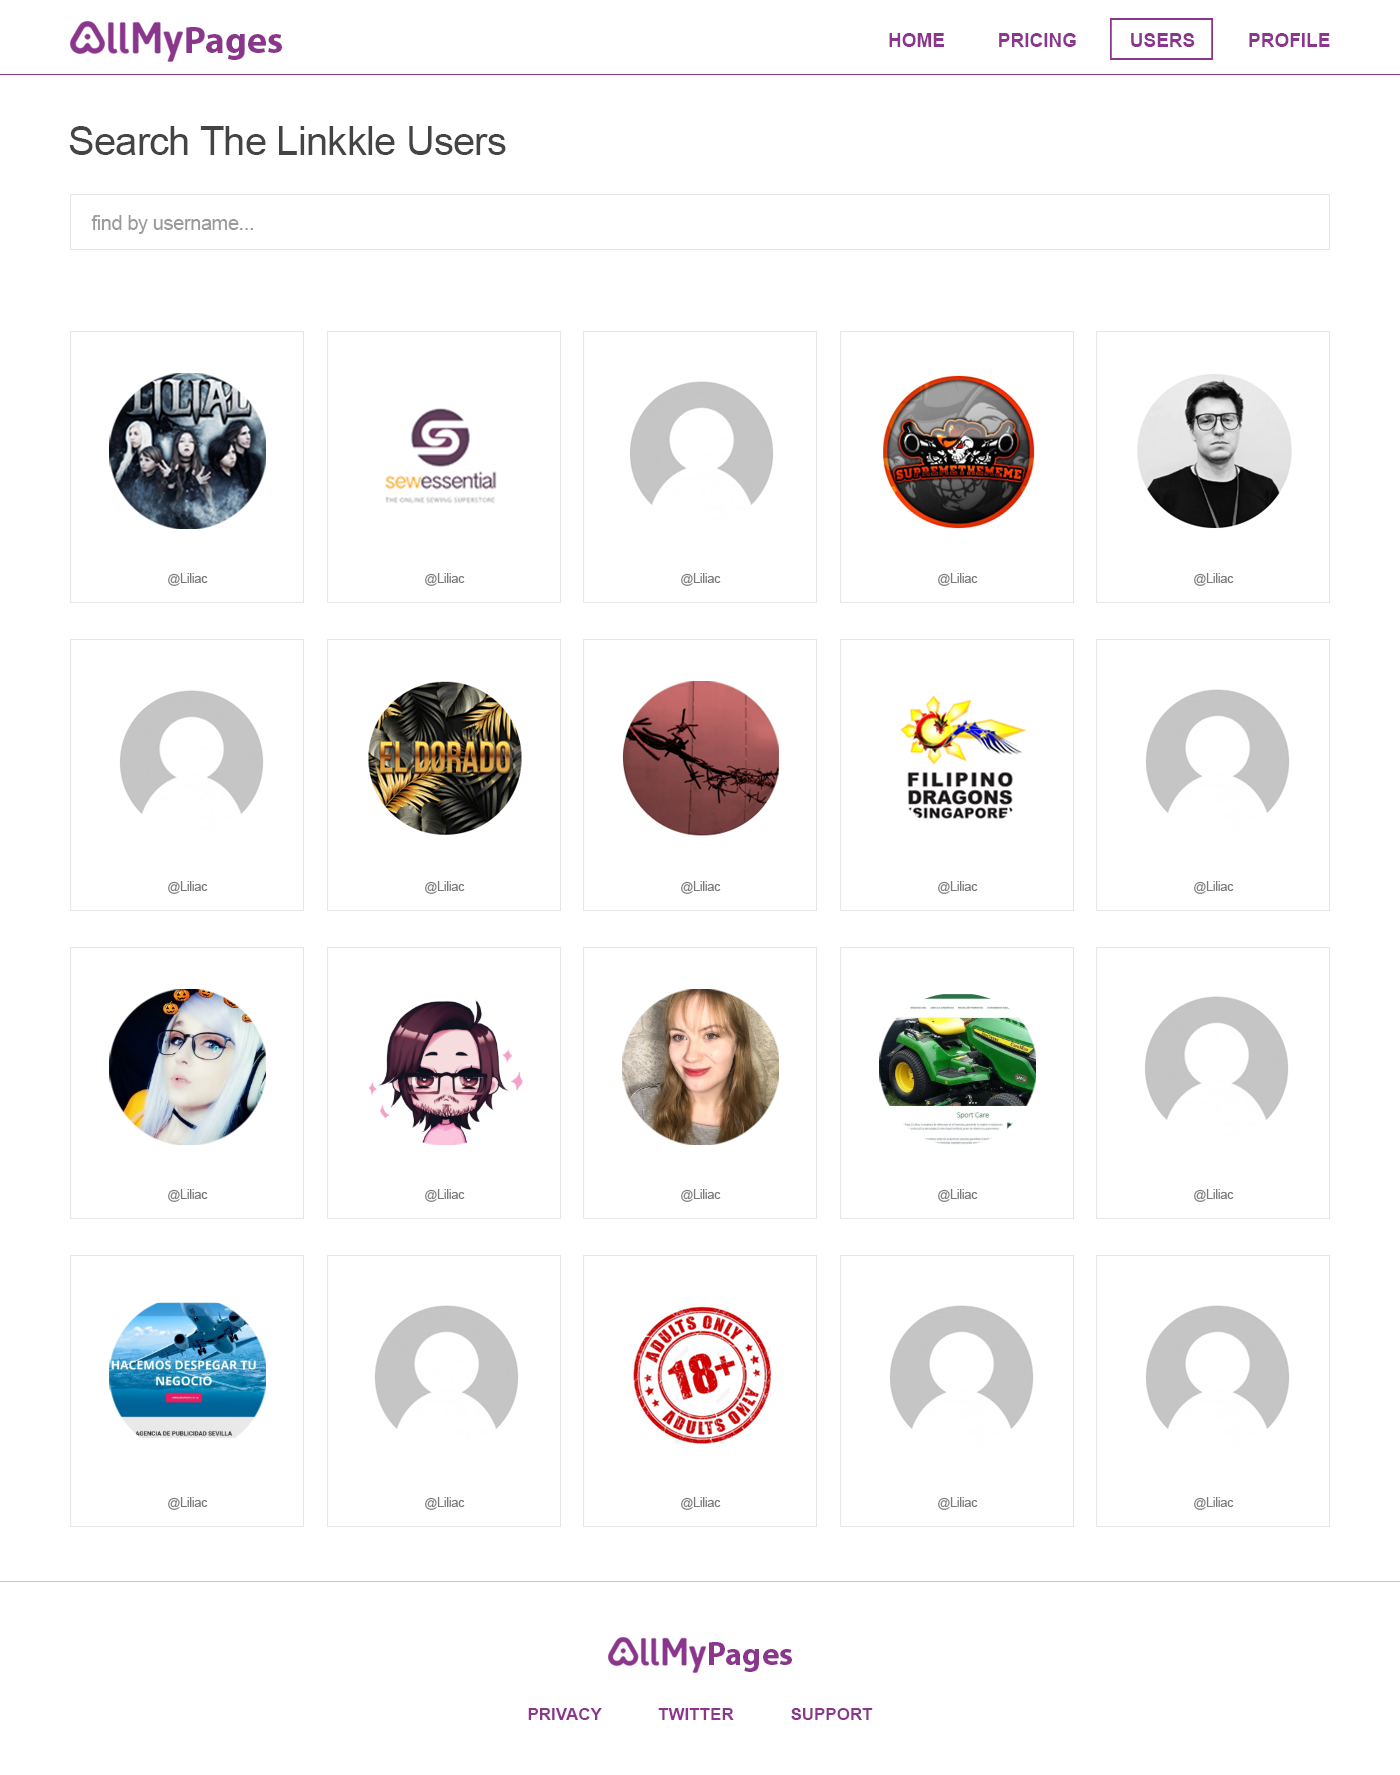 AllMyPages
HOME PRICING USERS PROFILE
Search The Linkkle Users
find by username...
LILIAC
sewessential
THE ONLINE SEWING SUPERSTORE
SUPREMETHEMEME
@Liliac @Liliac @Liliac @Liliac @Liliac
EL DORADO
FILIPINO
DRAGONS
'SINGAPORE'
@Liliac @Liliac @Liliac @Liliac @Liliac
Sport Care
@Liliac @Liliac @Liliac @Liliac @Liliac
HACEMOS DESPEGAR TU
NEGOCIO
AGENCIA DE PUBLICIDAD SEVILLA
ADULTS ONLY
18+
ADULTS ONLY
@Liliac @Liliac @Liliac @Liliac @Liliac
AllMyPages
PRIVACY TWITTER SUPPORT